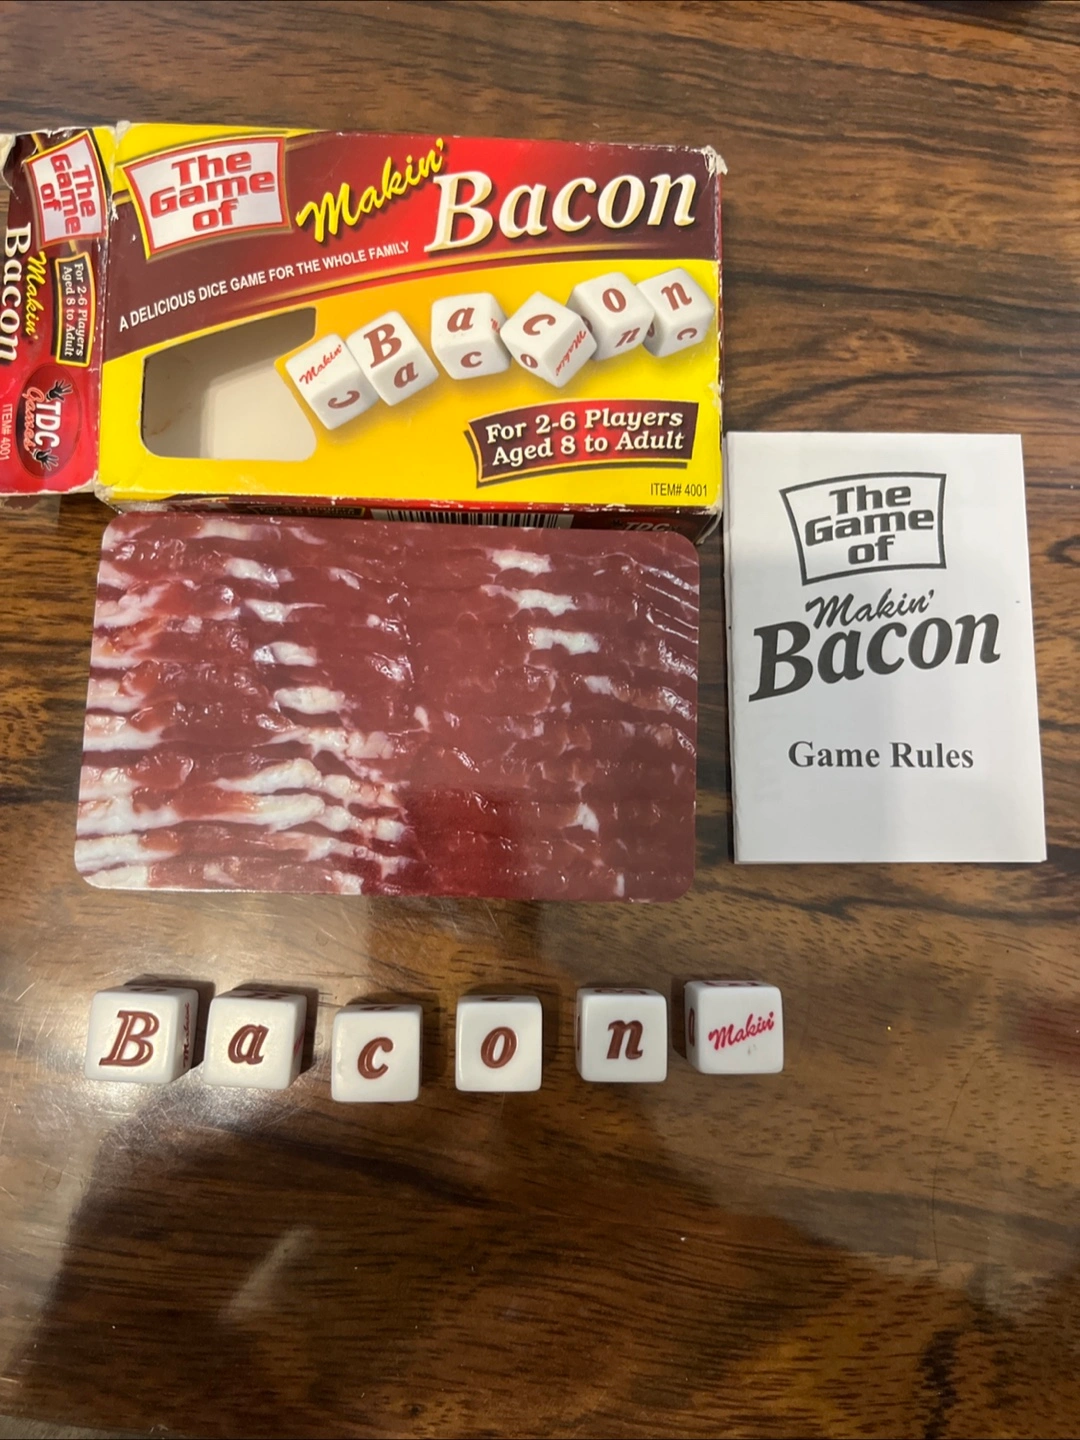 The
Game
of
Makin'
Bacon
For 2-6 Players
Aged 8 to Adult
TDC
Games
ITEM# 4001
The
Game
of
Makin'
Bacon
A DELICIOUS DICE GAME FOR THE WHOLE FAMILY
Makin' B a c o n
c a c o Makin' n c
For 2-6 Players
Aged 8 to Adult
ITEM# 4001
TDC
The
Game
of
Makin'
Bacon
Game Rules
B a c o n Makin'